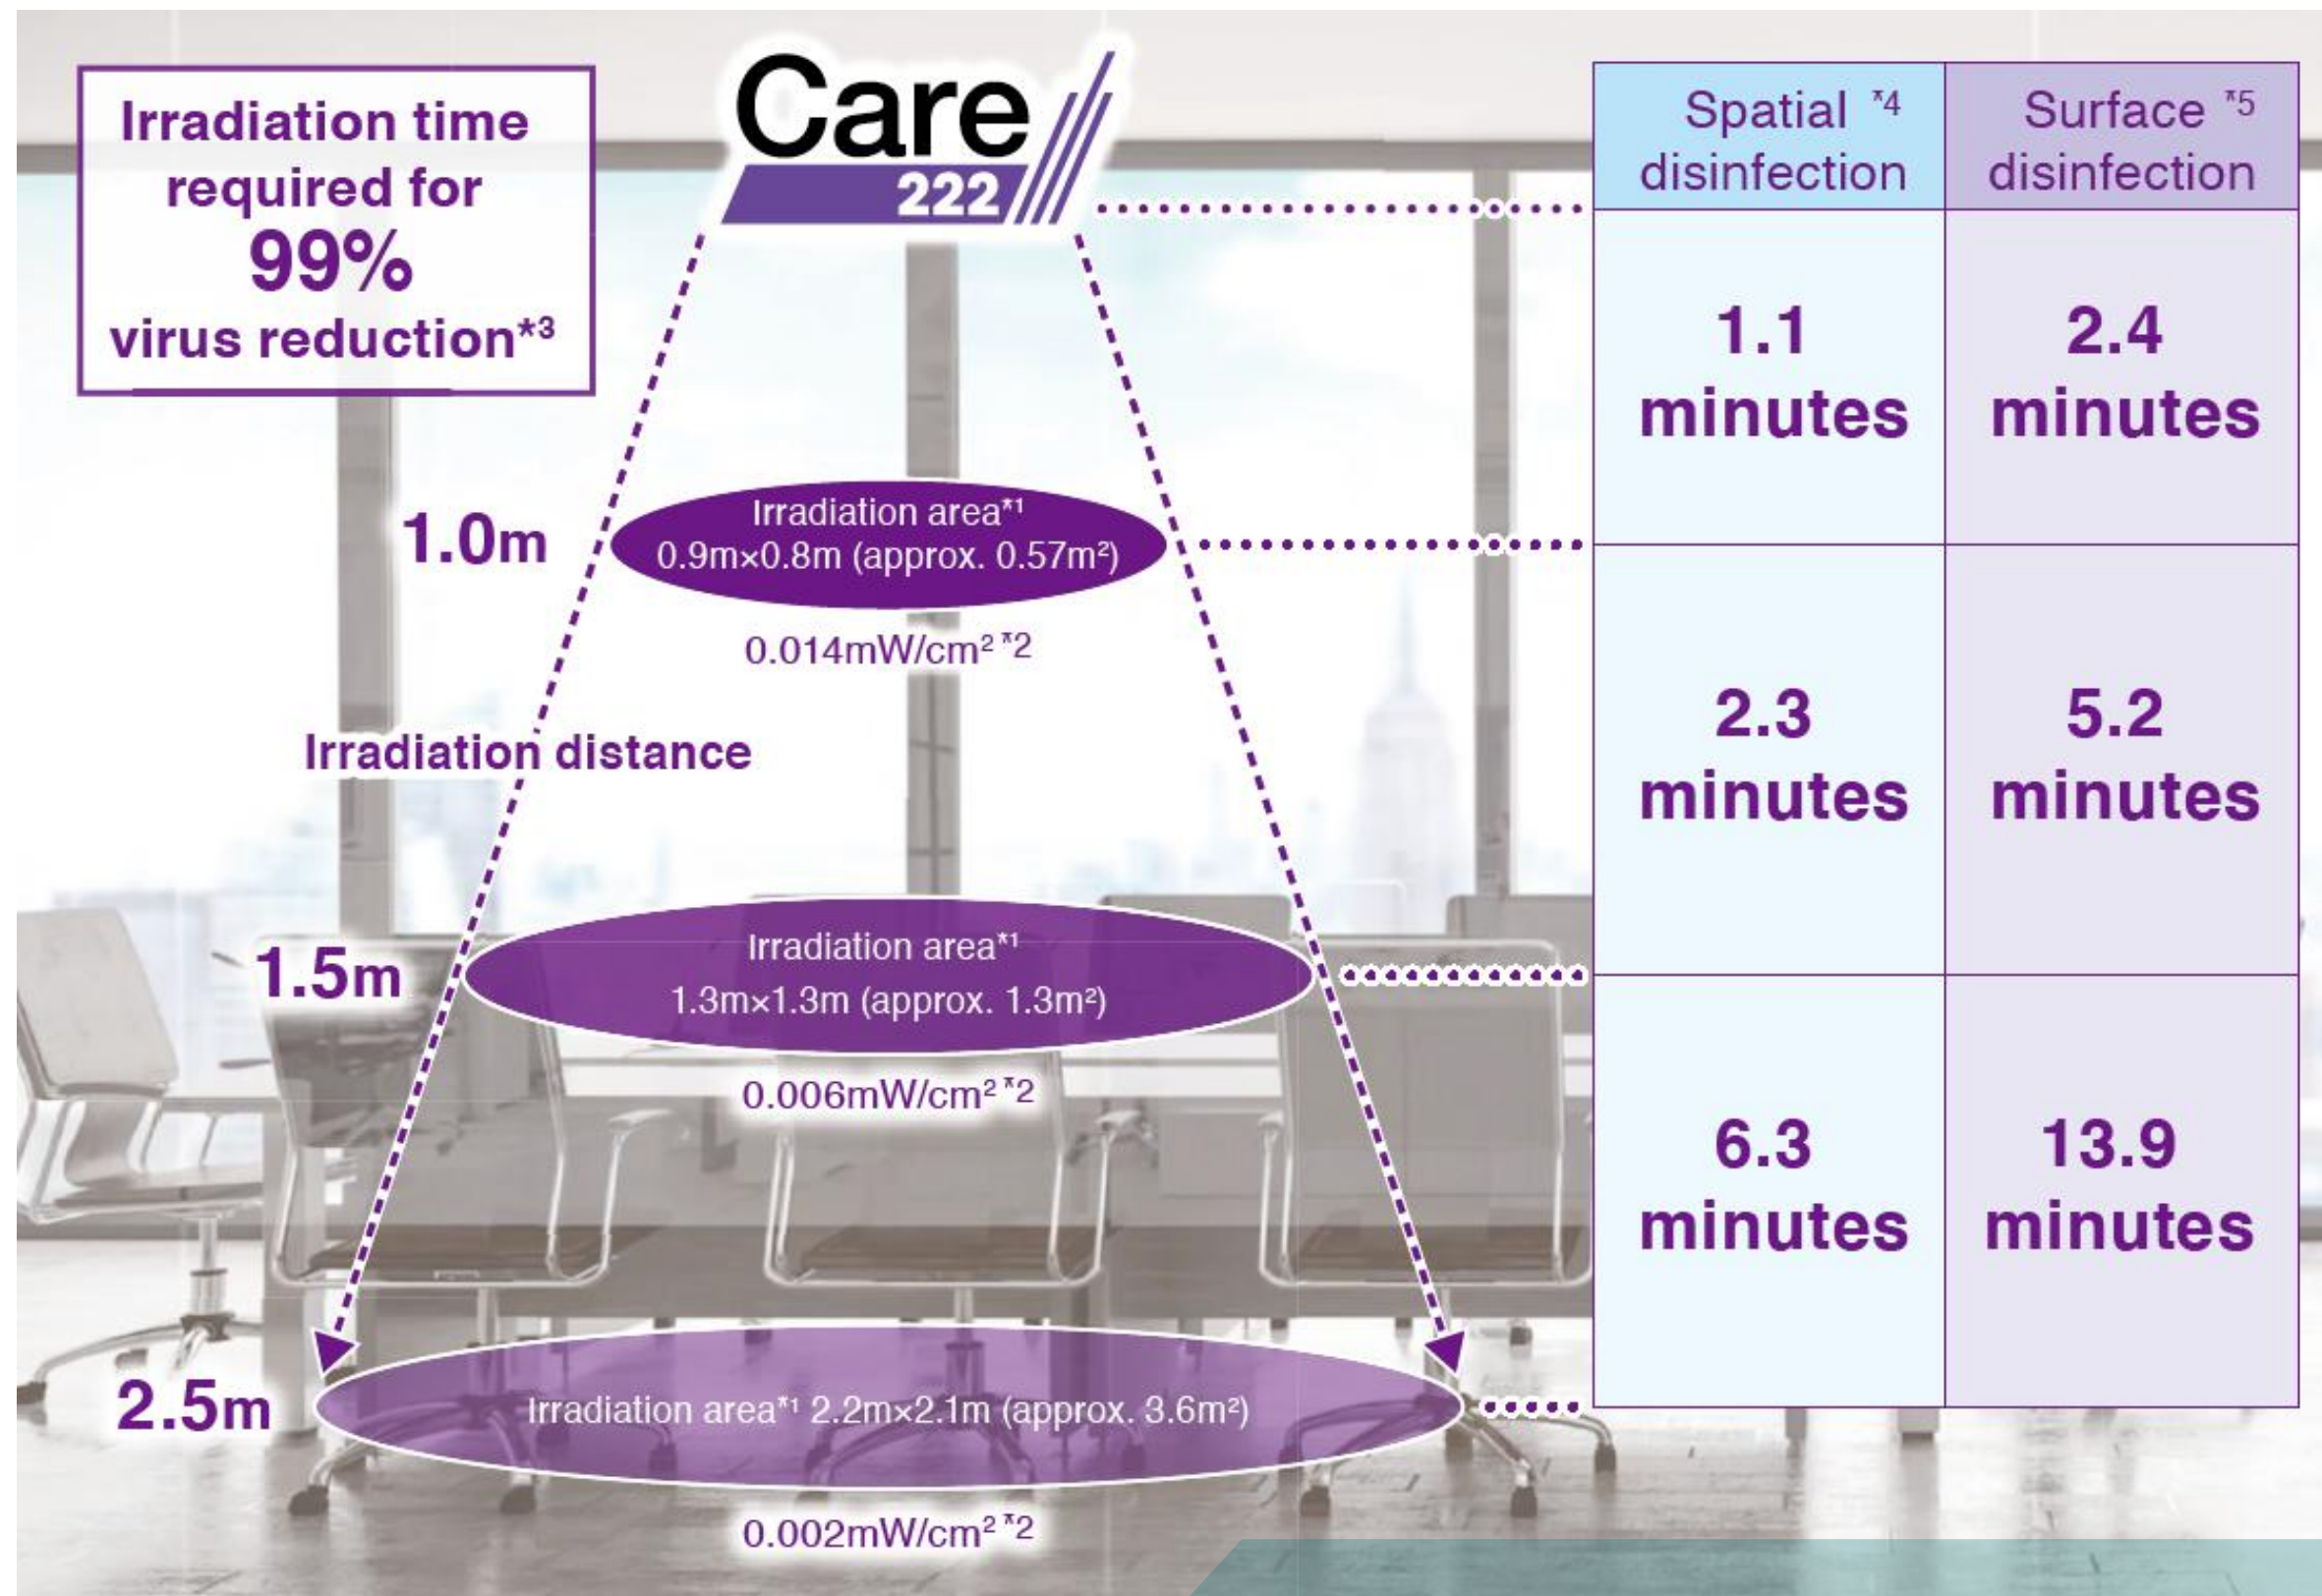 Irradiation time
required for
99%
virus reduction*3
Care
222
Spatial *4
disinfection
Surface *5
disinfection
1.1
minutes
2.4
minutes
1.0m
Irradiation area*1
0.9m×0.8m (approx. 0.57m²)
0.014mW/cm² *2
Irradiation distance
2.3
minutes
5.2
minutes
1.5m
Irradiation area*1
1.3m×1.3m (approx. 1.3m²)
0.006mW/cm² *2
6.3
minutes
13.9
minutes
2.5m
Irradiation area*1 2.2m×2.1m (approx. 3.6m²)
0.002mW/cm² *2